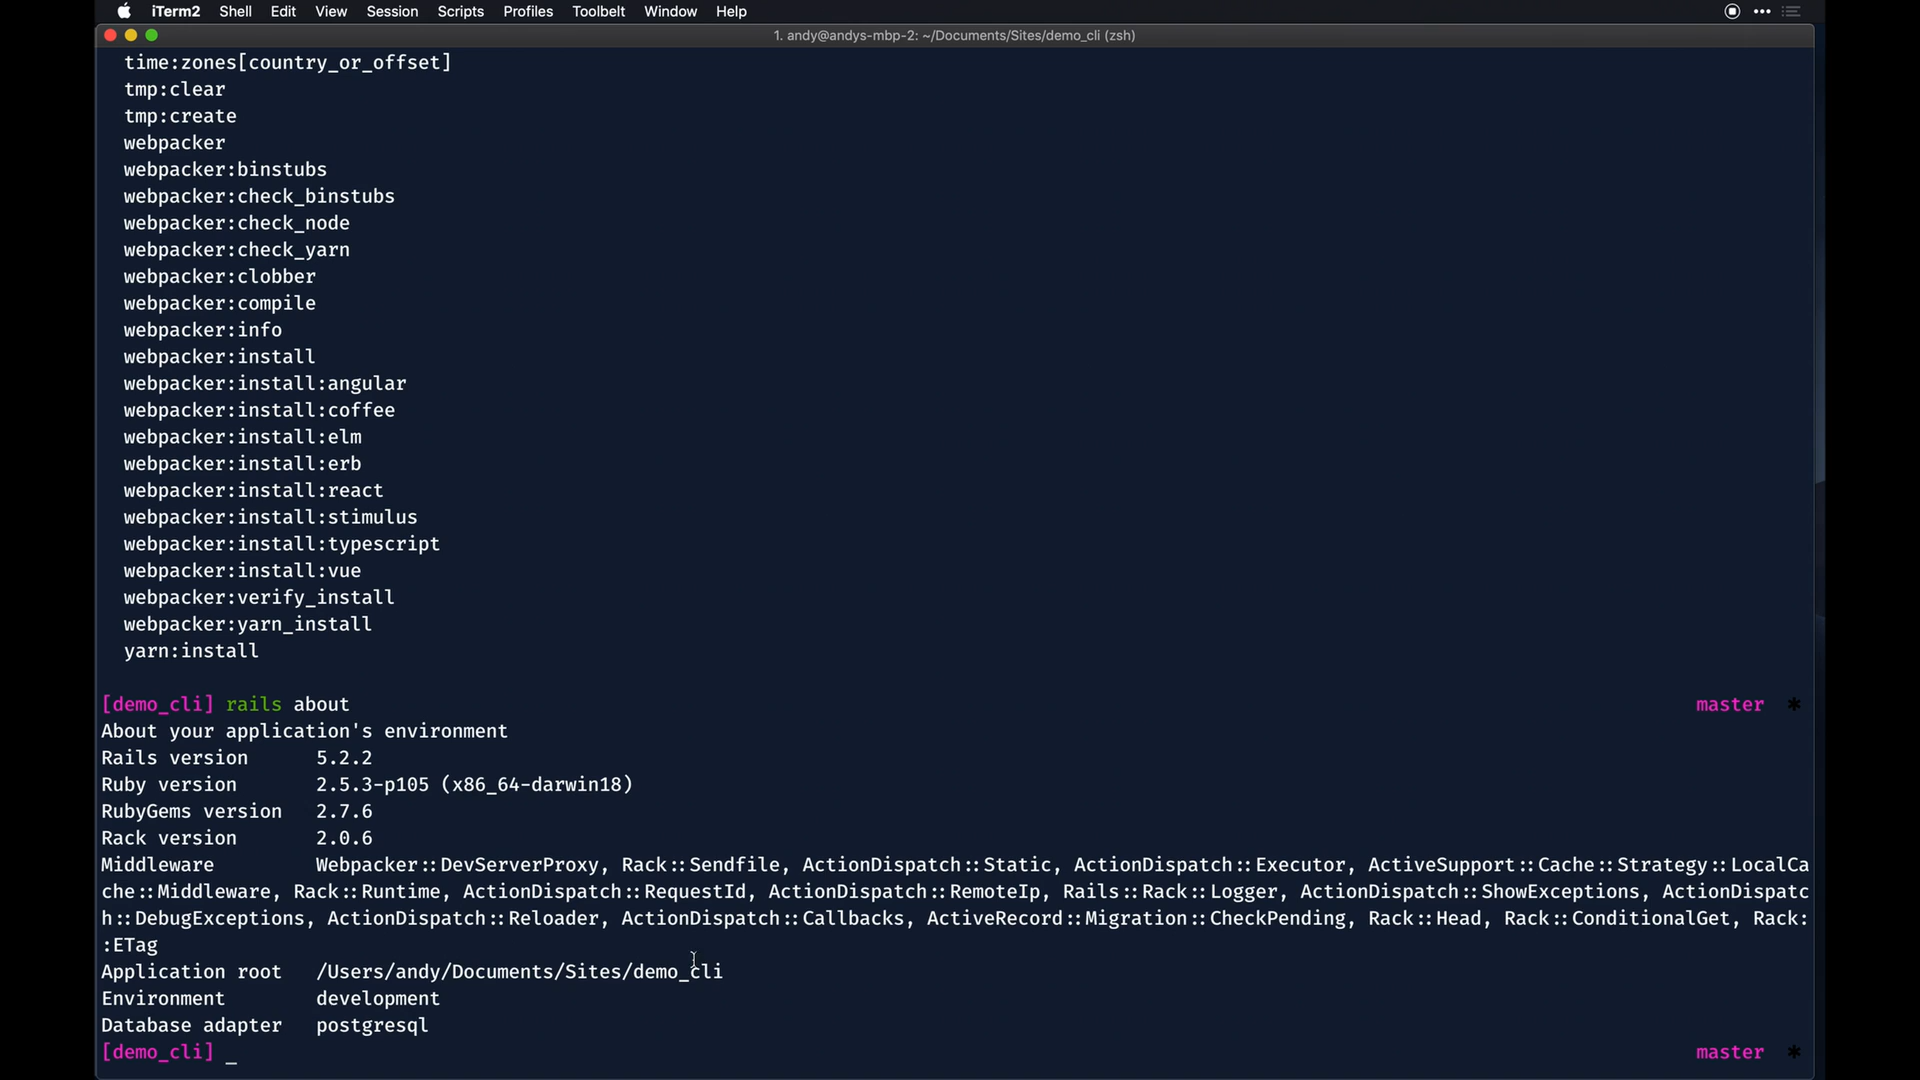 iTerm2 Shell Edit View Session Scripts Profiles Toolbelt Window Help
1. andy@andys-mbp-2: ~/Documents/Sites/demo_cli (zsh)
time:zones[country_or_offset]
tmp:clear
tmp:create
webpacker
webpacker:binstubs
webpacker:check_binstubs
webpacker:check_node
webpacker:check_yarn
webpacker:clobber
webpacker:compile
webpacker:info
webpacker:install
webpacker:install:angular
webpacker:install:coffee
webpacker:install:elm
webpacker:install:erb
webpacker:install:react
webpacker:install:stimulus
webpacker:install:typescript
webpacker:install:vue
webpacker:verify_install
webpacker:yarn_install
yarn:install
[demo_cli] rails about master *
About your application's environment
Rails version 5.2.2
Ruby version 2.5.3-p105 (x86_64-darwin18)
RubyGems version 2.7.6
Rack version 2.0.6
Middleware Webpacker::DevServerProxy, Rack::Sendfile, ActionDispatch::Static, ActionDispatch::Executor, ActiveSupport::Cache::Strategy::LocalCa
che::Middleware, Rack::Runtime, ActionDispatch::RequestId, ActionDispatch::RemoteIp, Rails::Rack::Logger, ActionDispatch::ShowExceptions, ActionDispatc
h::DebugExceptions, ActionDispatch::Reloader, ActionDispatch::Callbacks, ActiveRecord::Migration::CheckPending, Rack::Head, Rack::ConditionalGet, Rack:
:ETag
Application root /Users/andy/Documents/Sites/demo_cli
Environment development
Database adapter postgresql
[demo_cli] _ master *